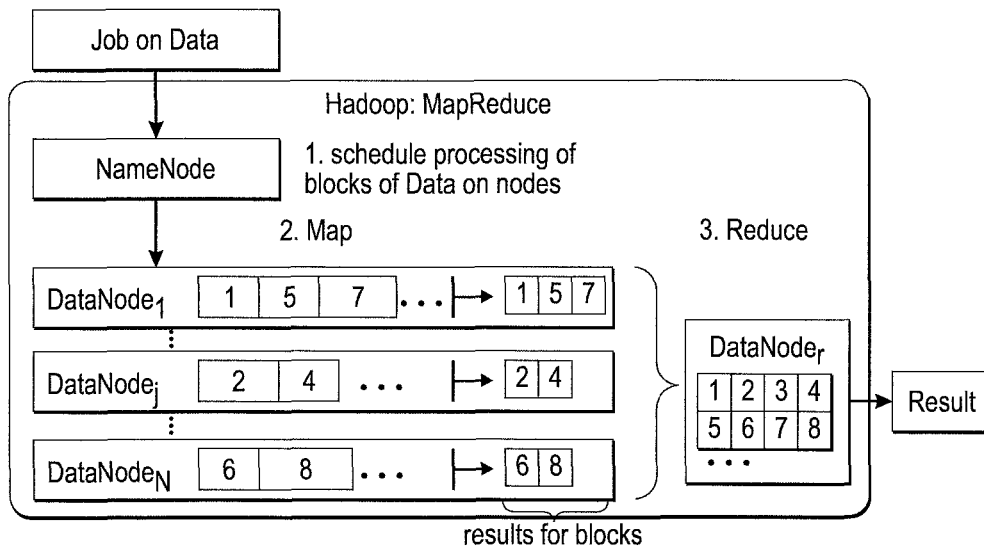 Job on Data
Hadoop: MapReduce
NameNode
1. schedule processing of
blocks of Data on nodes
2. Map
3. Reduce
DataNode1 1 5 7 ... 1 5 7
DataNodej 2 4 ... 2 4
DataNodeN 6 8 ... 6 8
DataNoder
1 2 3 4
5 6 7 8
...
Result
results for blocks